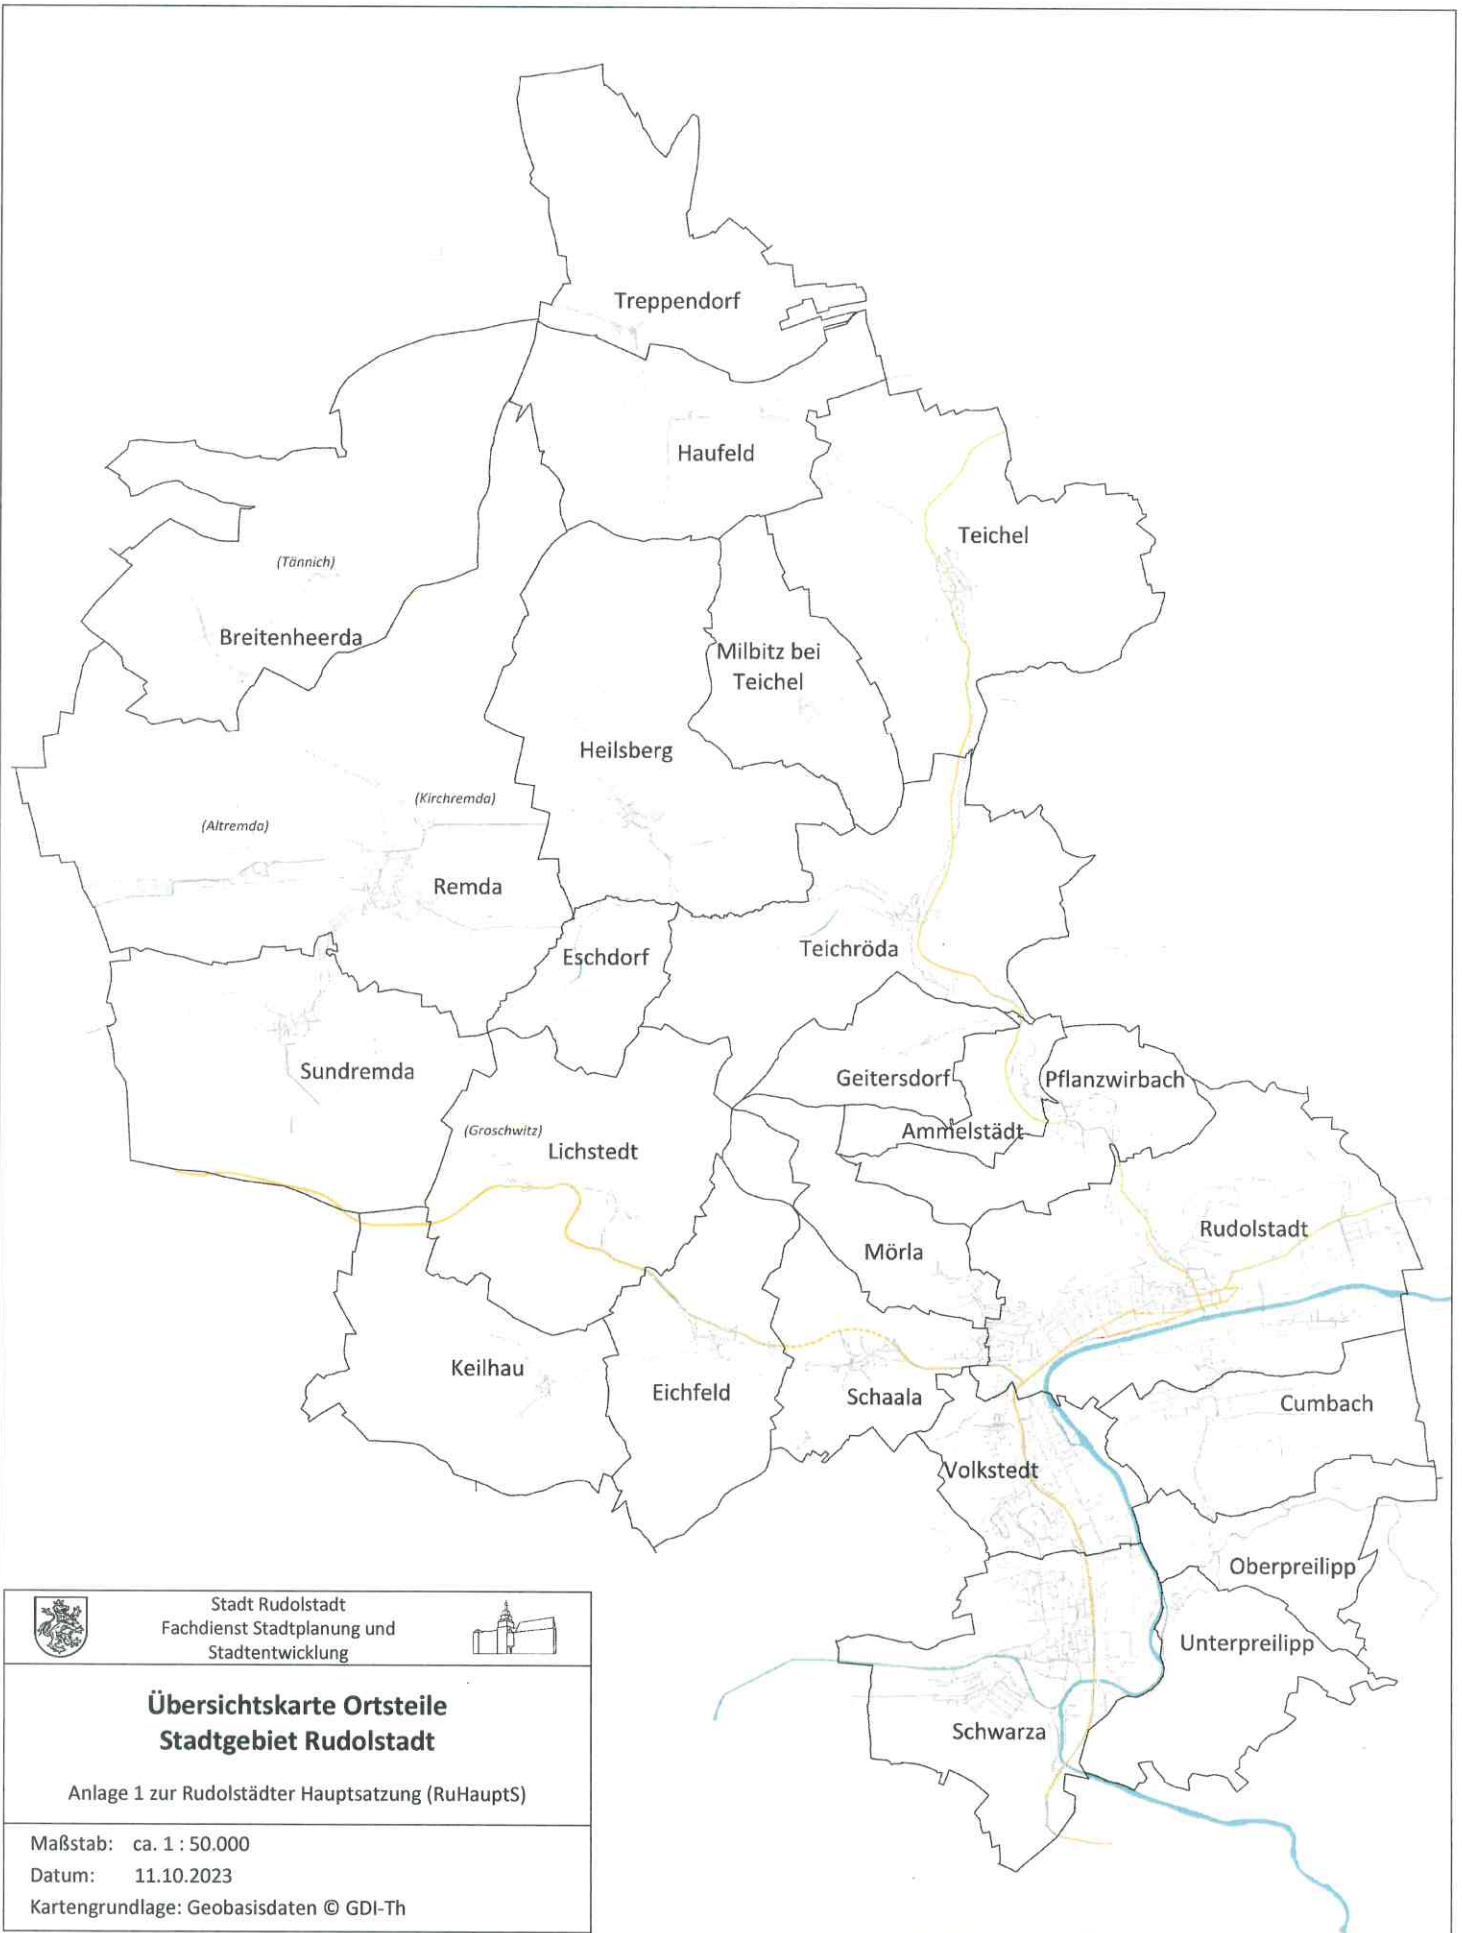 Treppendorf
Haufeld
Teichel
(Tännich)
Breitenheerda
Milbitz bei
Teichel
Heilsberg
(Kirchremda)
(Altremda)
Remda
Eschdorf
Teichröda
Sundremda
Geitersdorf
Pflanzwirbach
(Groschwitz)
Lichstedt
Ammelstädt
Mörla
Rudolstadt
Keilhau
Eichfeld
Schaala
Cumbach
Volkstedt
Oberpreilipp
Unterpreilipp
Schwarza
Stadt Rudolstadt
Fachdienst Stadtplanung und
Stadtentwicklung
Übersichtskarte Ortsteile
Stadtgebiet Rudolstadt
Anlage 1 zur Rudolstädter Hauptsatzung (RuHauptS)
Maßstab: ca. 1 : 50.000
Datum: 11.10.2023
Kartengrundlage: Geobasisdaten © GDI-Th